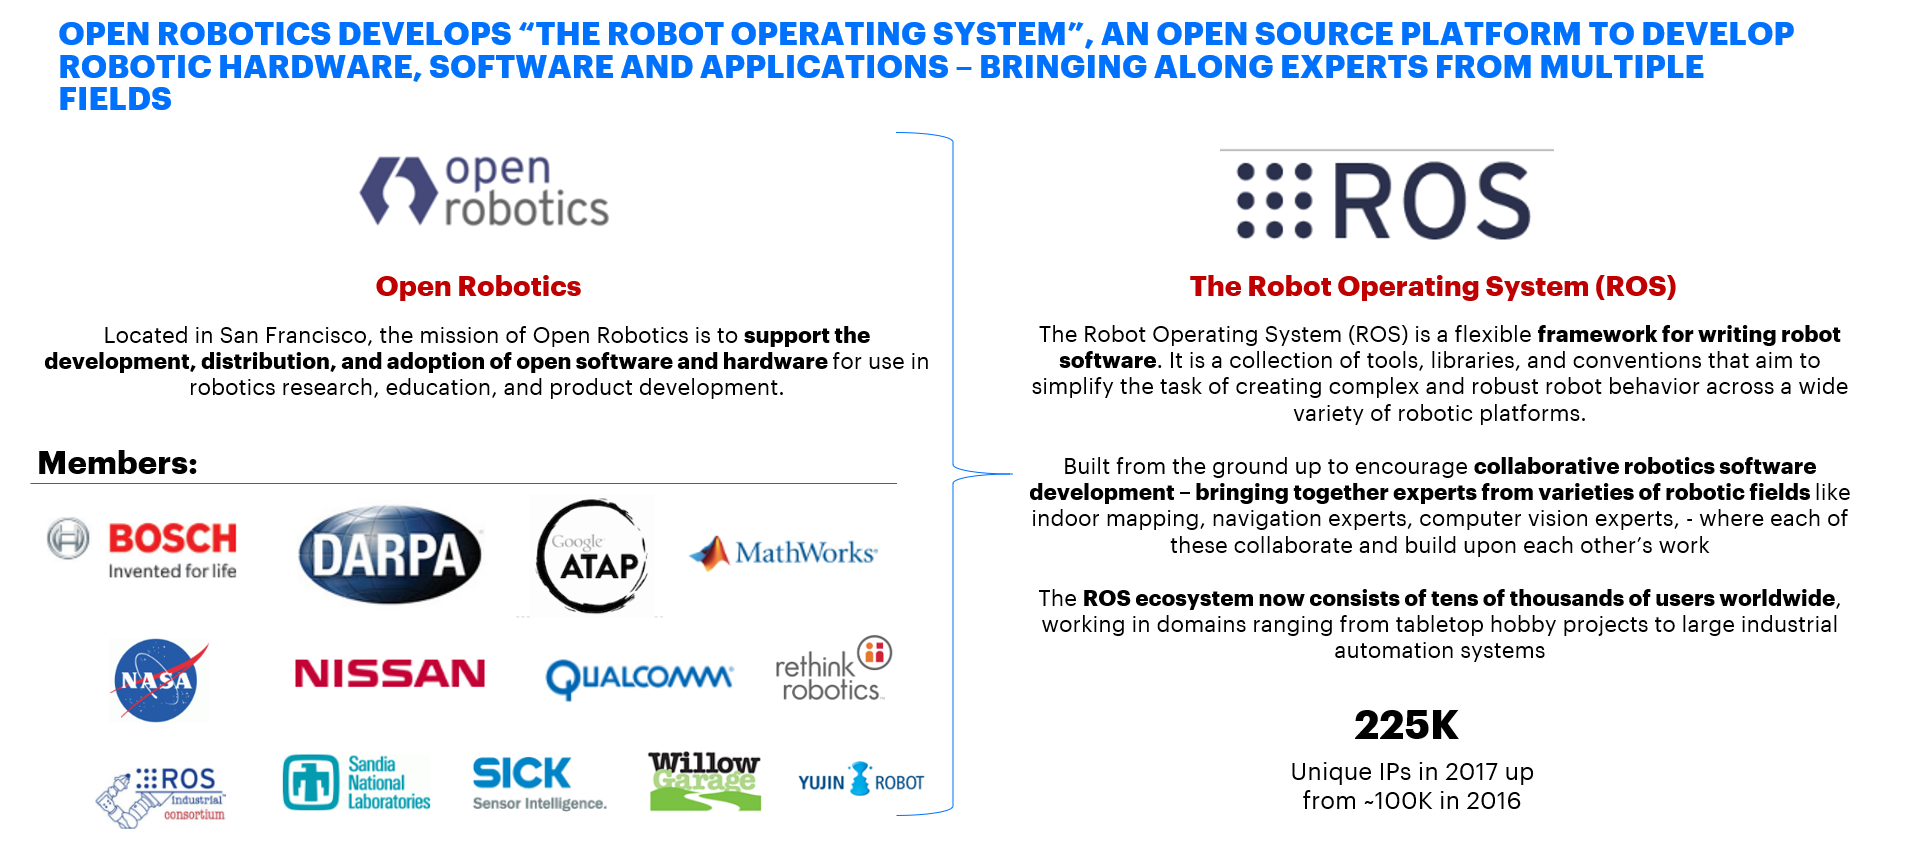 OPEN ROBOTICS DEVELOPS “THE ROBOT OPERATING SYSTEM”, AN OPEN SOURCE PLATFORM TO DEVELOP
ROBOTIC HARDWARE, SOFTWARE AND APPLICATIONS – BRINGING ALONG EXPERTS FROM MULTIPLE
FIELDS
open
robotics
Open Robotics
Located in San Francisco, the mission of Open Robotics is to support the
development, distribution, and adoption of open software and hardware for use in
robotics research, education, and product development.
Members:
BOSCH
Invented for life
DARPA
Google
ATAP
MathWorks®
NASA
NISSAN
QUALCOMM®
rethink
robotics™
ROS
industrial™
consortium
Sandia
National
Laboratories
SICK
Sensor Intelligence.
Willow
Garage
YUJIN ROBOT
ROS
The Robot Operating System (ROS)
The Robot Operating System (ROS) is a flexible framework for writing robot
software. It is a collection of tools, libraries, and conventions that aim to
simplify the task of creating complex and robust robot behavior across a wide
variety of robotic platforms.
Built from the ground up to encourage collaborative robotics software
development – bringing together experts from varieties of robotic fields like
indoor mapping, navigation experts, computer vision experts, - where each of
these collaborate and build upon each other’s work
The ROS ecosystem now consists of tens of thousands of users worldwide,
working in domains ranging from tabletop hobby projects to large industrial
automation systems
225K
Unique IPs in 2017 up
from ~100K in 2016